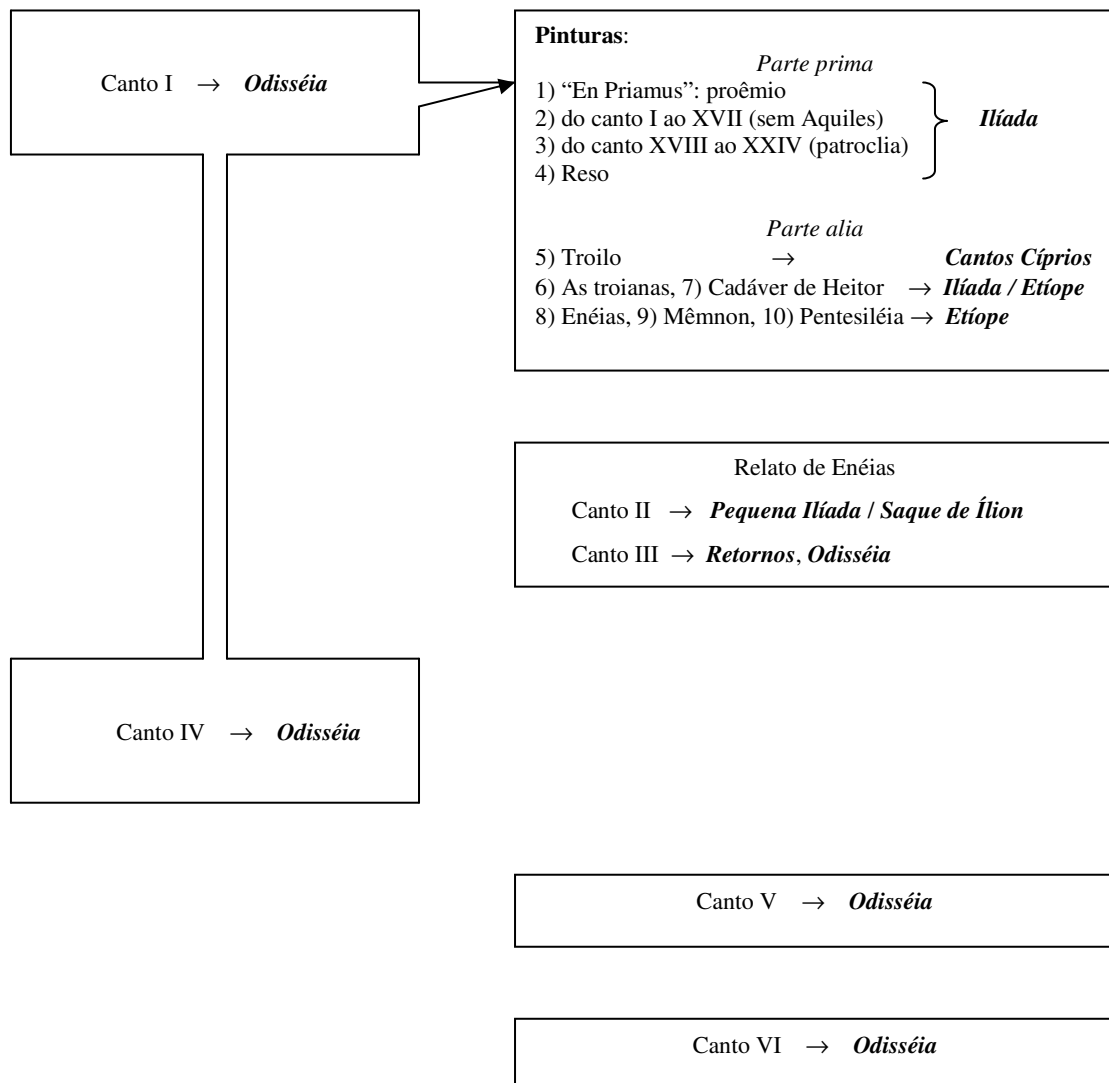 Canto I → Odisséia
Pinturas:
Parte prima
1) “En Priamus”: proêmio
2) do canto I ao XVII (sem Aquiles)
Ilíada
3) do canto XVIII ao XXIV (patroclia)
4) Reso
Parte alia
5) Troilo → Cantos Cíprios
6) As troianas, 7) Cadáver de Heitor → Ilíada / Etíope
8) Enéias, 9) Mêmnon, 10) Pentesiléia → Etíope
Relato de Enéias
Canto II → Pequena Ilíada / Saque de Ílion
Canto III → Retornos, Odisséia
Canto IV → Odisséia
Canto V → Odisséia
Canto VI → Odisséia